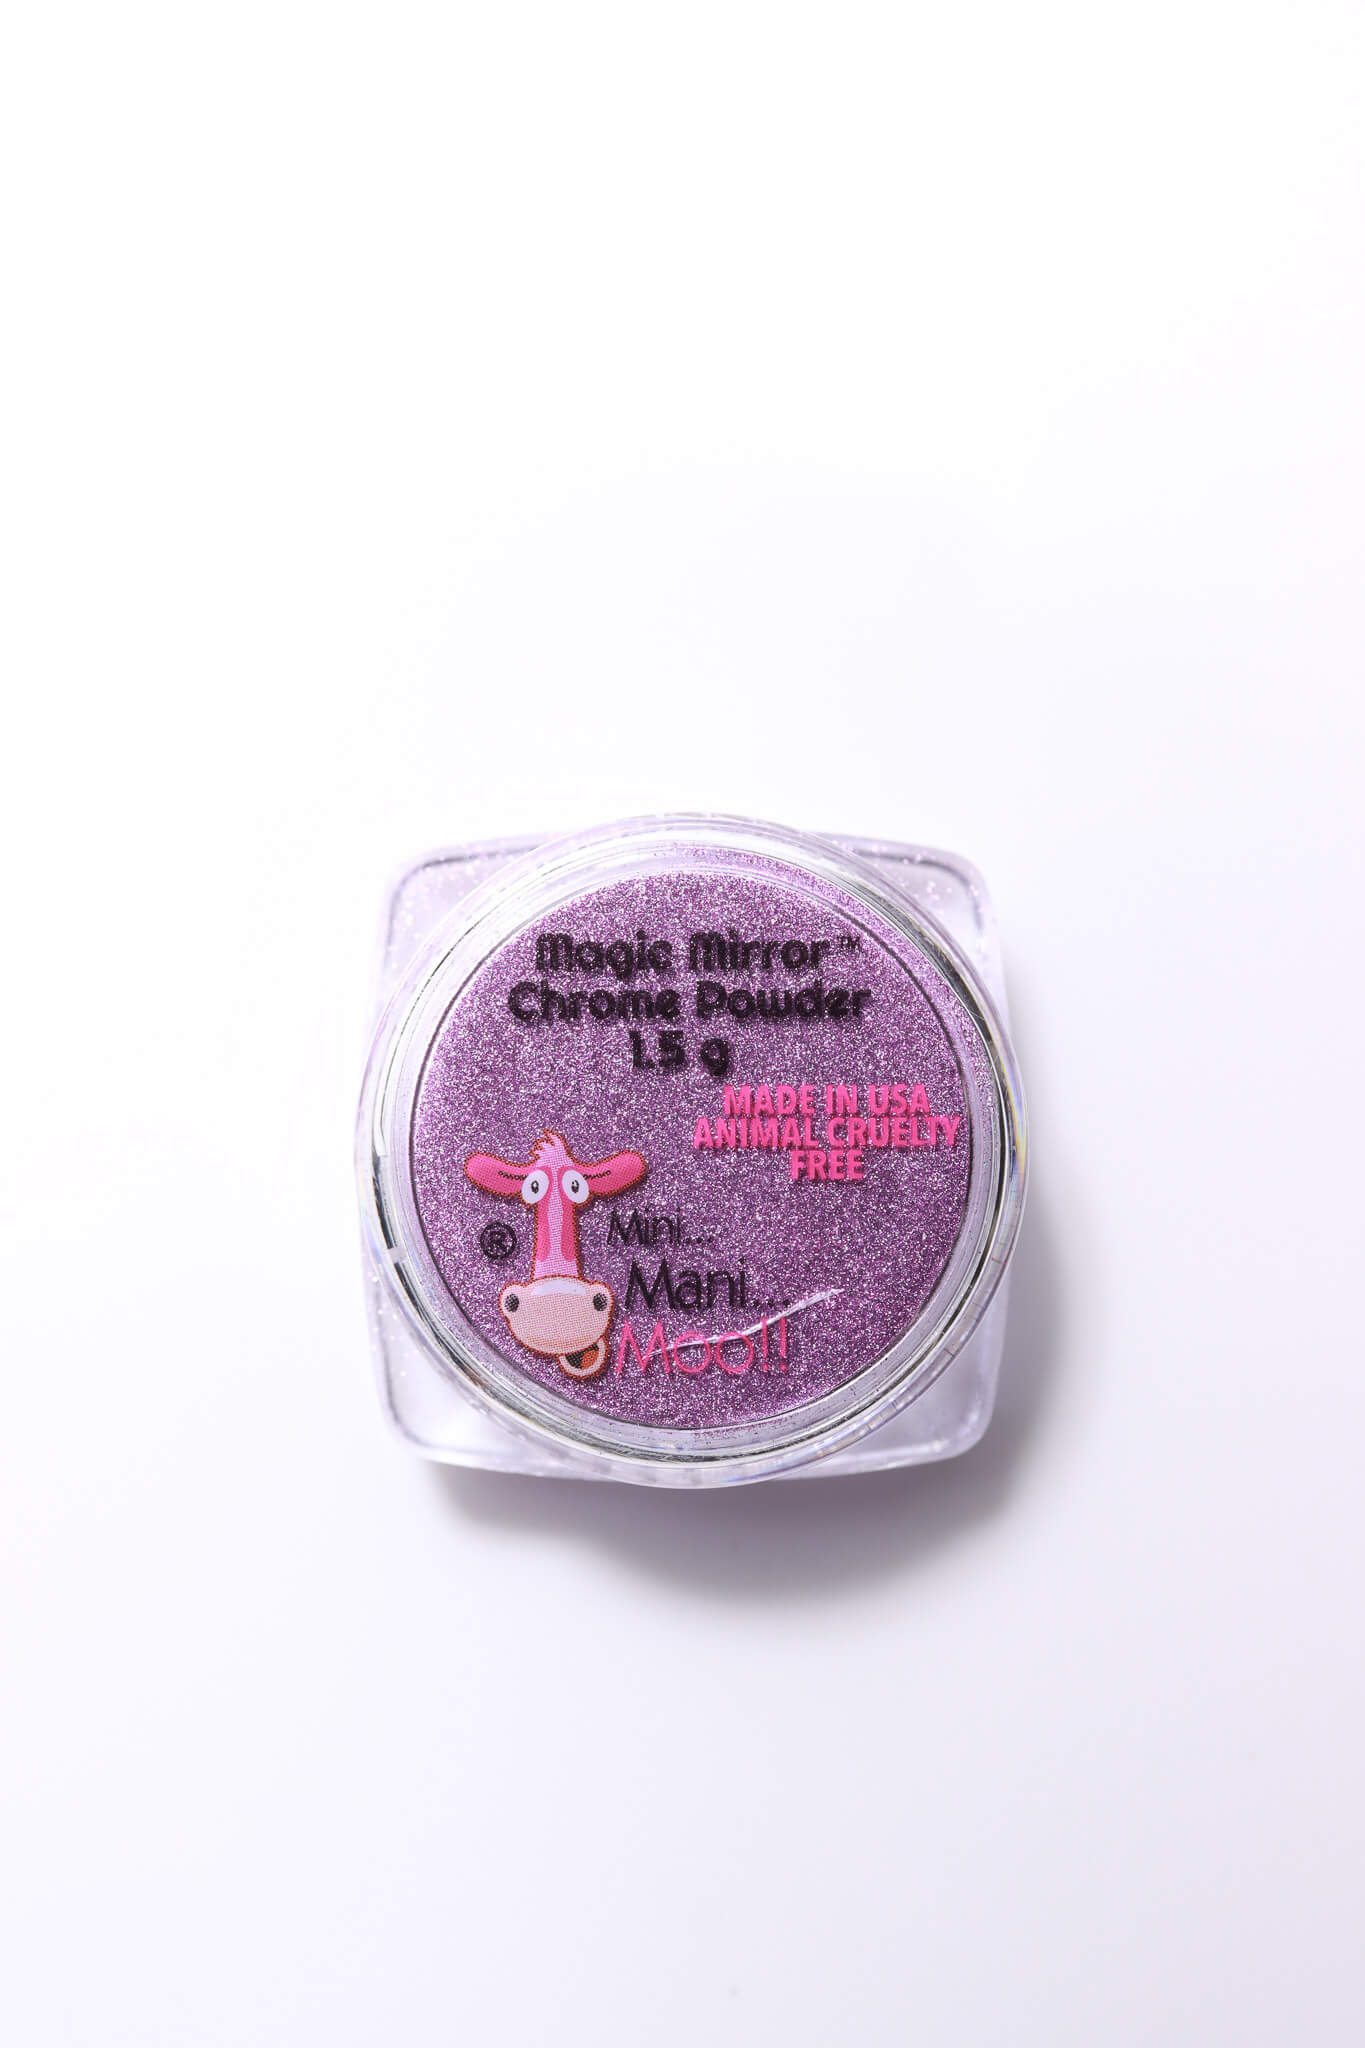 Magic Mirror™
Chrome Powder
1.5 g
MADE IN USA
ANIMAL CRUELTY
FREE
®
Mini...
Mani...
Moo!!